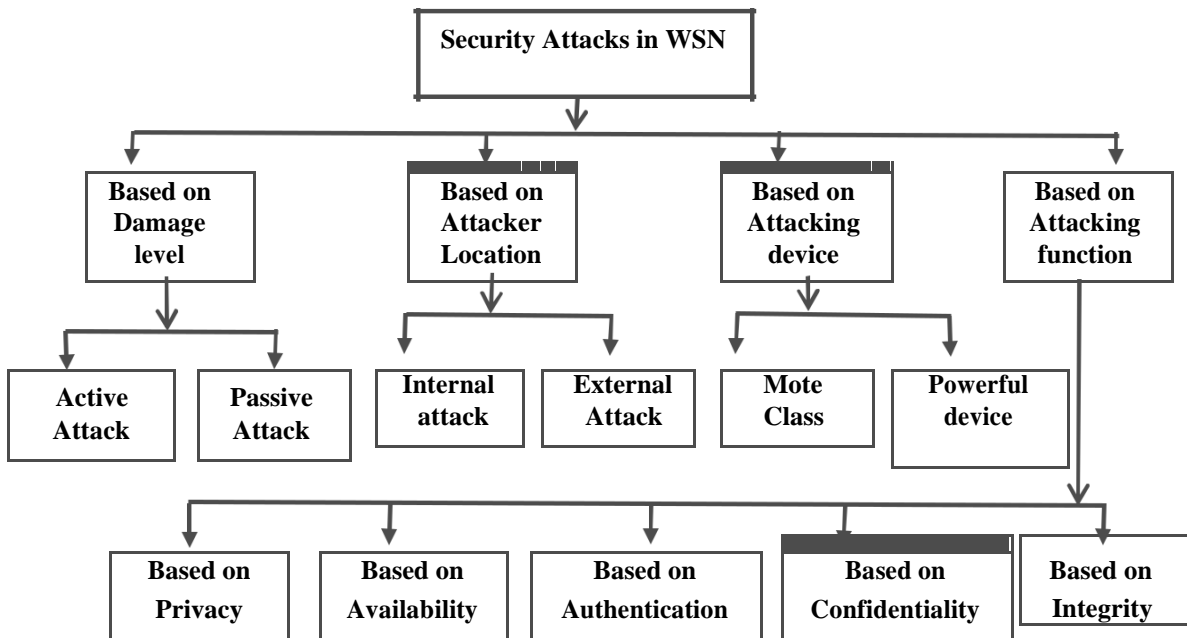 Security Attacks in WSN
Based on
Damage
level
Based on
Attacker
Location
Based on
Attacking
device
Based on
Attacking
function
Active
Attack
Passive
Attack
Internal
attack
External
Attack
Mote
Class
Powerful
device
Based on
Privacy
Based on
Availability
Based on
Authentication
Based on
Confidentiality
Based on
Integrity